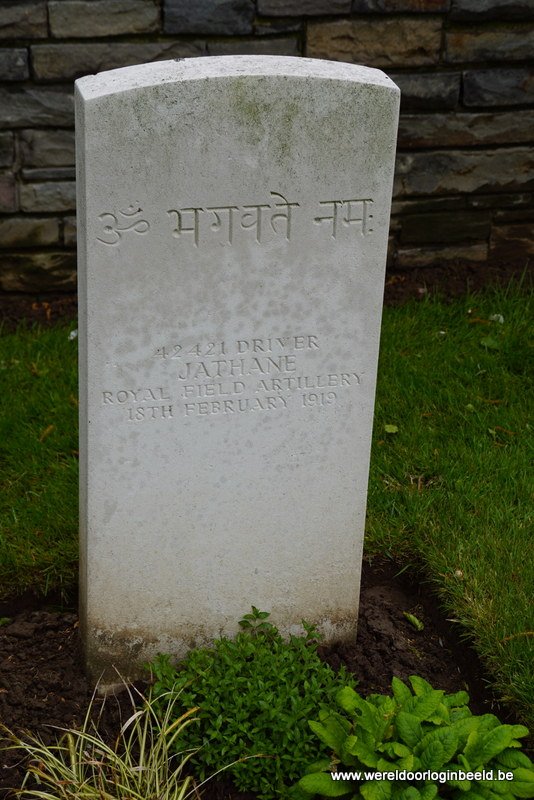 ॐ भगवते नमः
42421 DRIVER
JATHANE
ROYAL FIELD ARTILLERY
18TH FEBRUARY 1919
www.wereldoorloginbeeld.be